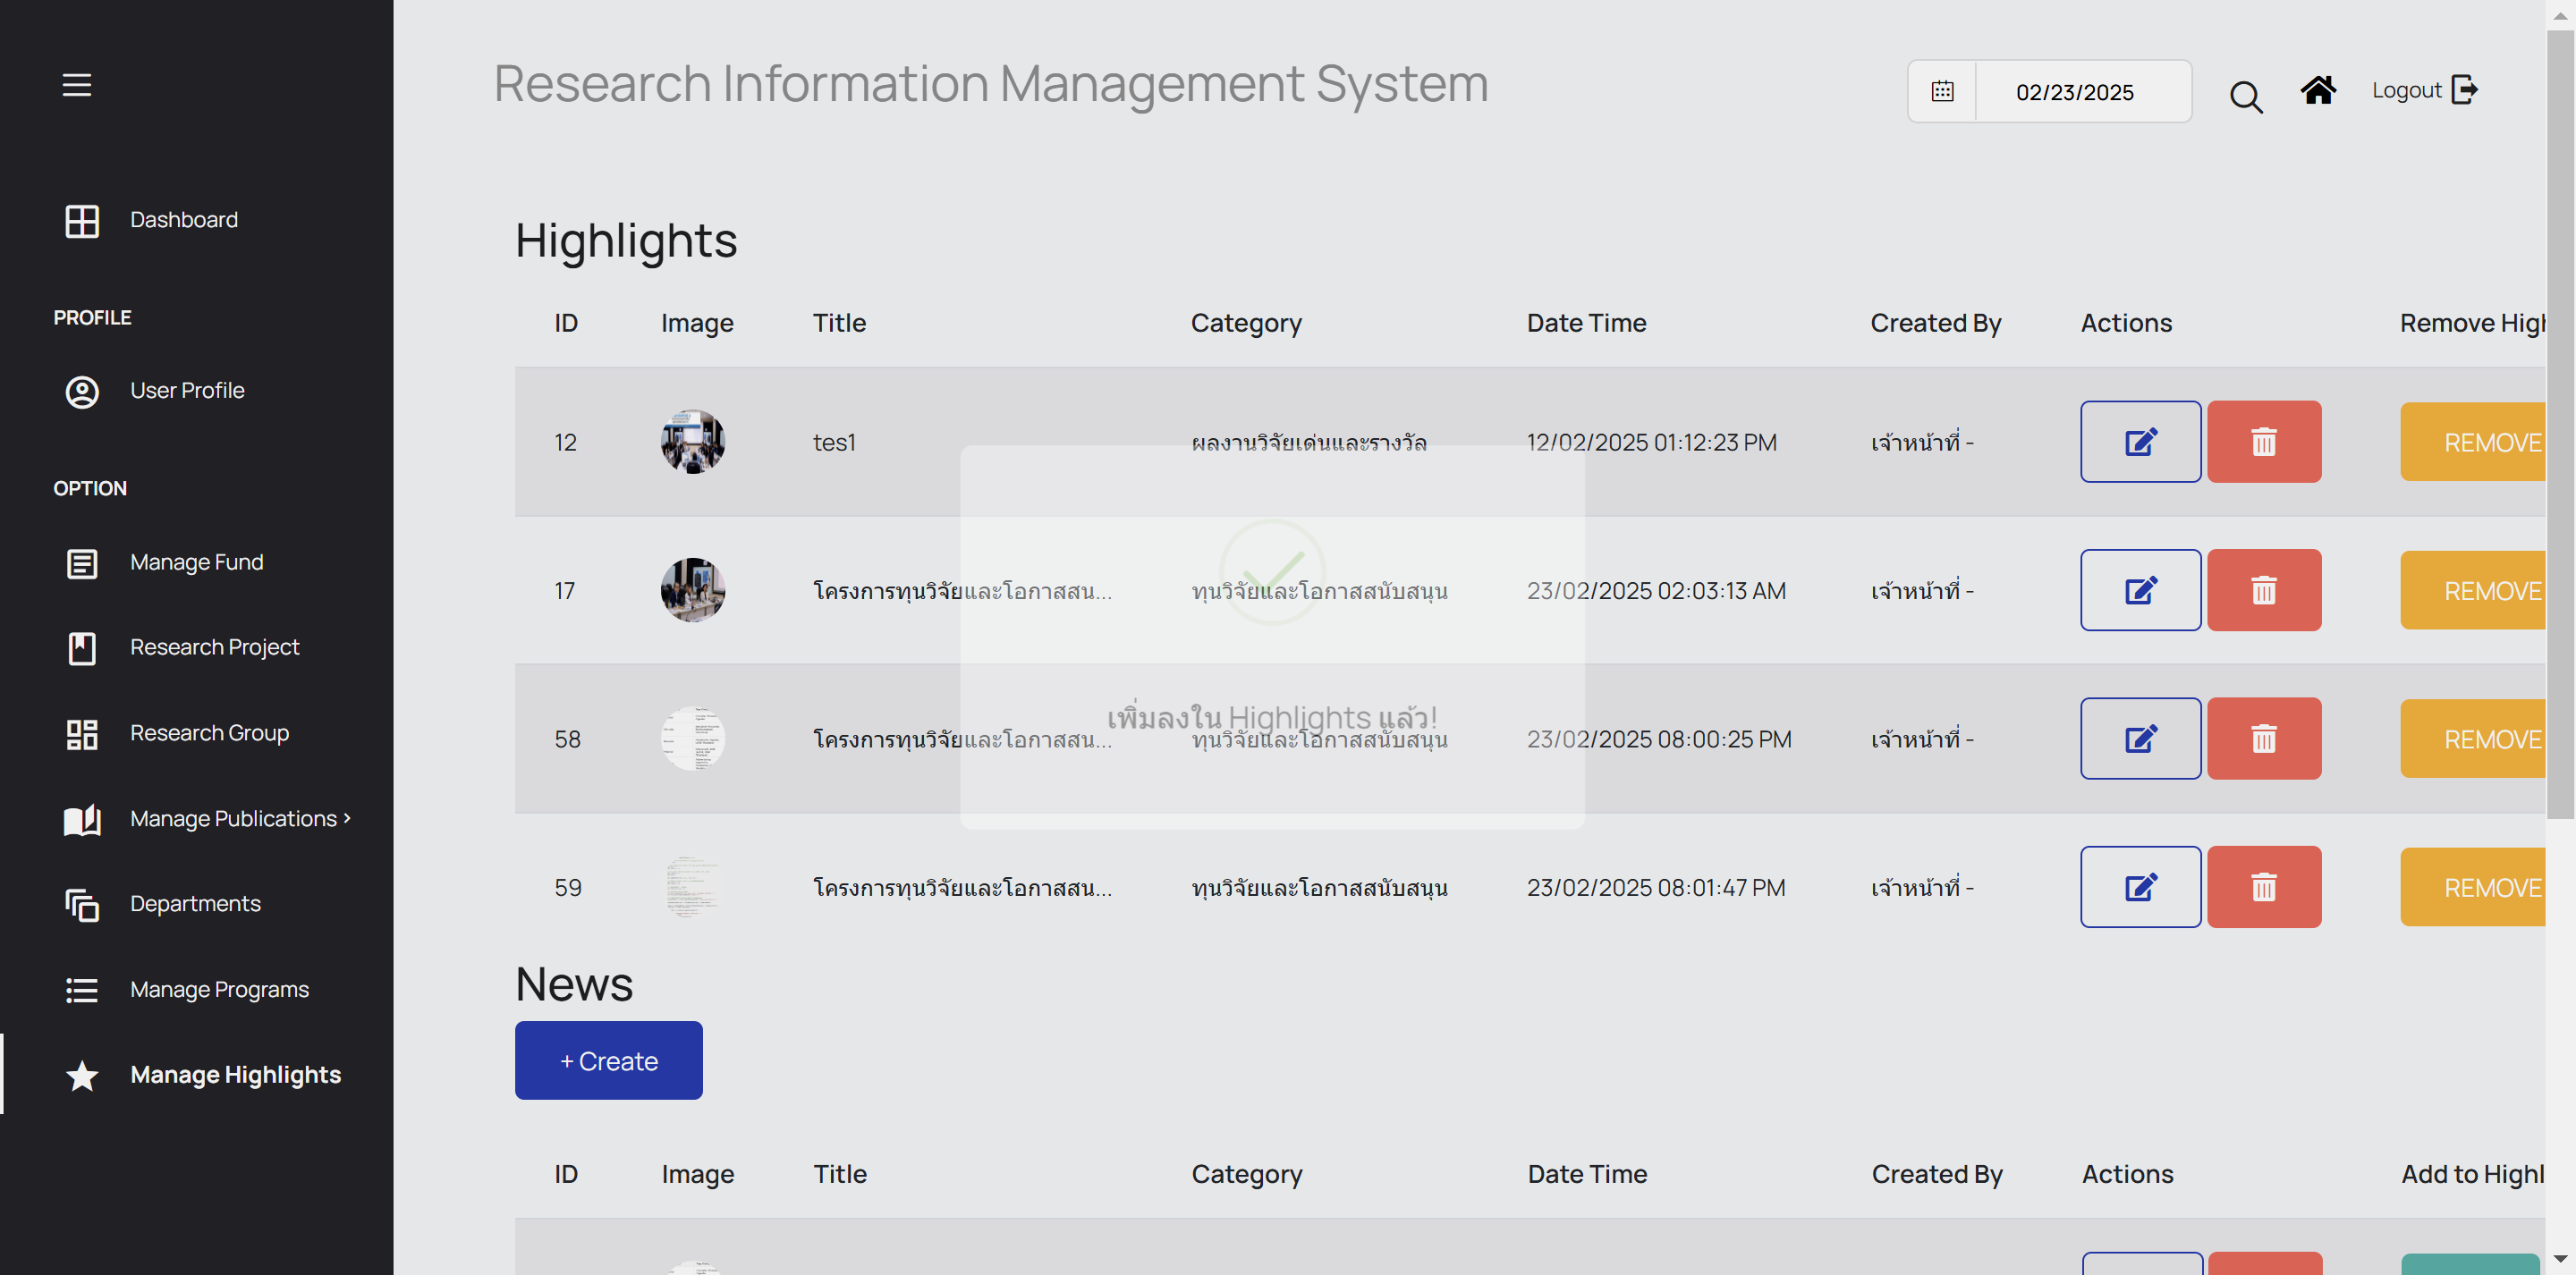 Research Information Management System
02/23/2025
Logout
Dashboard
PROFILE
User Profile
OPTION
Manage Fund
Research Project
Research Group
Manage Publications
Departments
Manage Programs
Manage Highlights
Highlights
ID Image Title Category Date Time Created By Actions Remove High
12 tes1 ผลงานวิจัยเด่นและรางวัล 12/02/2025 01:12:23 PM เจ้าหน้าที่ - REMOVE
17 โครงการทุนวิจัยและโอกาสสน... ทุนวิจัยและโอกาสสนับสนุน 23/02/2025 02:03:13 AM เจ้าหน้าที่ - REMOVE
เพิ่มลงใน Highlights แล้ว!
58 โครงการทุนวิจัยและโอกาสสน... ทุนวิจัยและโอกาสสนับสนุน 23/02/2025 08:00:25 PM เจ้าหน้าที่ - REMOVE
59 โครงการทุนวิจัยและโอกาสสน... ทุนวิจัยและโอกาสสนับสนุน 23/02/2025 08:01:47 PM เจ้าหน้าที่ - REMOVE
News
+ Create
ID Image Title Category Date Time Created By Actions Add to Highl